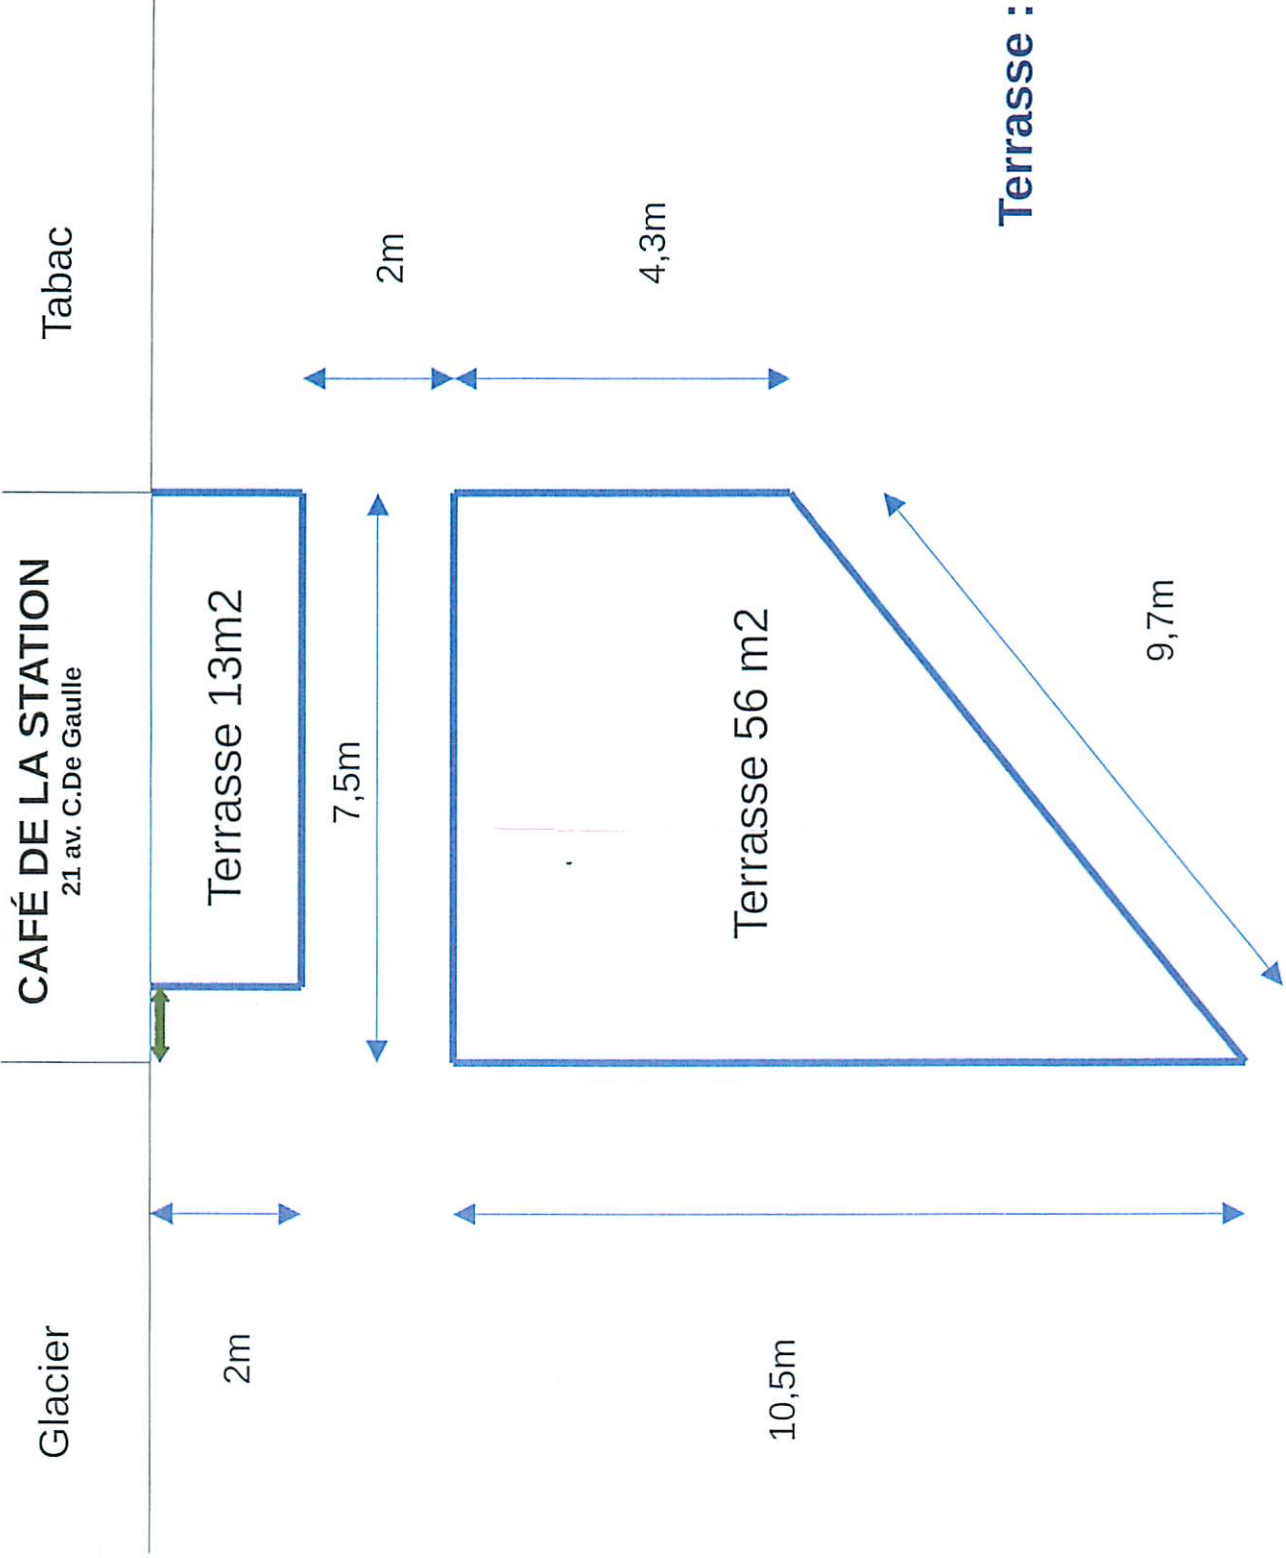 Glacier
CAFÉ DE LA STATION
21 av. C.De Gaulle
Tabac
2m
Terrasse 13m2
7,5m
2m
10,5m
Terrasse 56 m2
4,3m
9,7m
Terrasse :